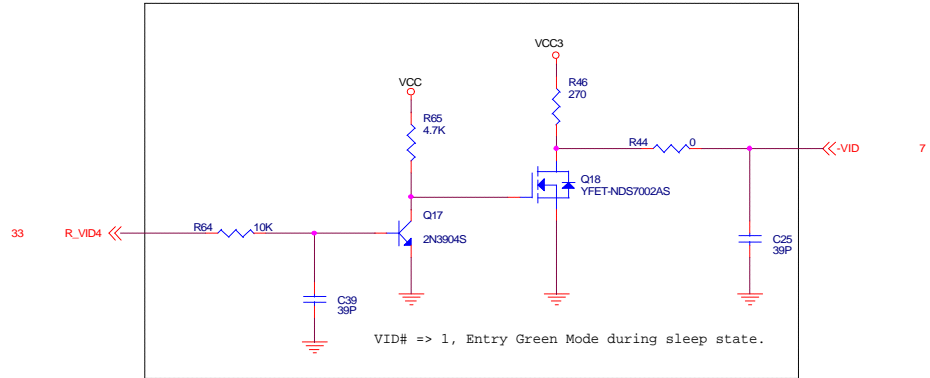 VCC3
VCC
R46
270
R65
4.7K
R44 0
-VID 7
Q18
YFET-NDS7002AS
Q17
33 R_VID4 R64 10K
2N3904S
C25
39P
C39
39P
VID# => 1, Entry Green Mode during sleep state.